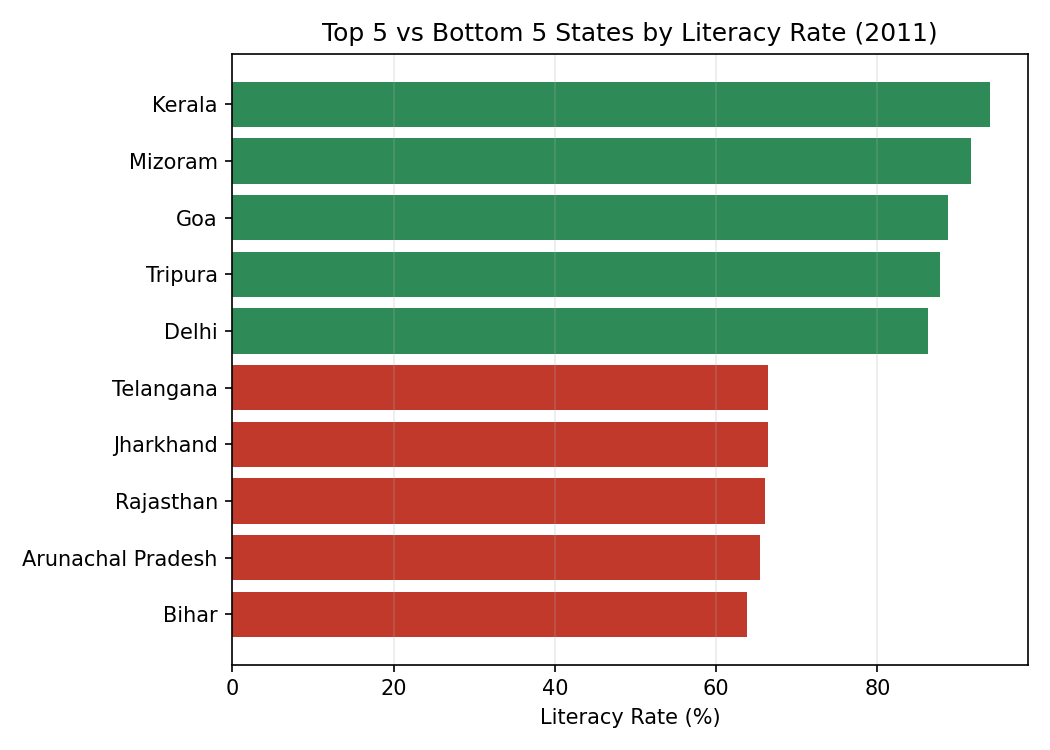 Top 5 vs Bottom 5 States by Literacy Rate (2011)
Kerala
Mizoram
Goa
Tripura
Delhi
Telangana
Jharkhand
Rajasthan
Arunachal Pradesh
Bihar
0 20 40 60 80
Literacy Rate (%)